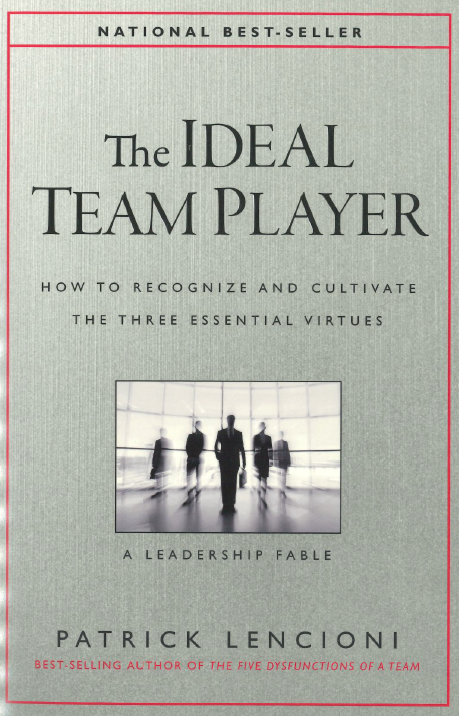 NATIONAL BEST-SELLER
The IDEAL
TEAM PLAYER
HOW TO RECOGNIZE AND CULTIVATE
THE THREE ESSENTIAL VIRTUES
A LEADERSHIP FABLE
PATRICK LENCIONI
BEST-SELLING AUTHOR OF THE FIVE DYSFUNCTIONS OF A TEAM